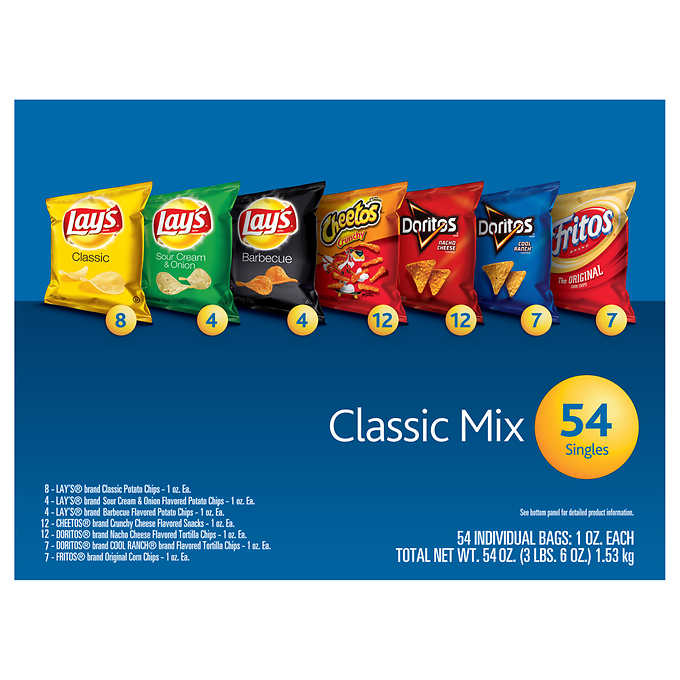 Lay's
Classic
Lay's
Sour Cream
& Onion
Lay's
Barbecue
Cheetos
Crunchy
Doritos
NACHO
CHEESE
Doritos
COOL
RANCH
Fritos
The ORIGINAL
CORN CHIPS
8
4
4
12
12
7
7
Classic Mix
54
Singles
8 - LAY'S® brand Classic Potato Chips - 1 oz. Ea.
4 - LAY'S® brand Sour Cream & Onion Flavored Potato Chips - 1 oz. Ea.
4 - LAY'S® brand Barbecue Flavored Potato Chips - 1 oz. Ea.
12 - CHEETOS® brand Crunchy Cheese Flavored Snacks - 1 oz. Ea.
12 - DORITOS® brand Nacho Cheese Flavored Tortilla Chips - 1 oz. Ea.
7 - DORITOS® brand COOL RANCH® brand Flavored Tortilla Chips - 1 oz. Ea.
7 - FRITOS® brand Original Corn Chips - 1 oz. Ea.
See bottom panel for detailed product information.
54 INDIVIDUAL BAGS: 1 OZ. EACH
TOTAL NET WT. 54 OZ. (3 LBS. 6 OZ.) 1.53 kg